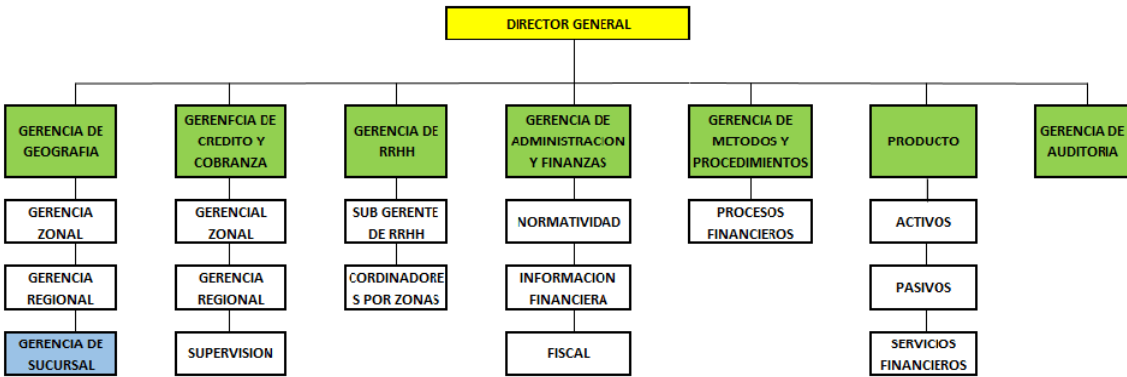 DIRECTOR GENERAL
GERENCIA DE
GEOGRAFIA
GERENFCIA DE
CREDITO Y
COBRANZA
GERENCIA DE
RRHH
GERENCIA DE
ADMINISTRACION
Y FINANZAS
GERENCIA DE
METODOS Y
PROCEDIMIENTOS
PRODUCTO
GERENCIA DE
AUDITORIA
GERENCIA
ZONAL
GERENCIAL
ZONAL
SUB GERENTE
DE RRHH
NORMATIVIDAD
PROCESOS
FINANCIEROS
ACTIVOS
GERENCIA
REGIONAL
GERENCIA
REGIONAL
CORDINADORE
S POR ZONAS
INFORMACION
FINANCIERA
PASIVOS
GERENCIA DE
SUCURSAL
SUPERVISION
FISCAL
SERVICIOS
FINANCIEROS